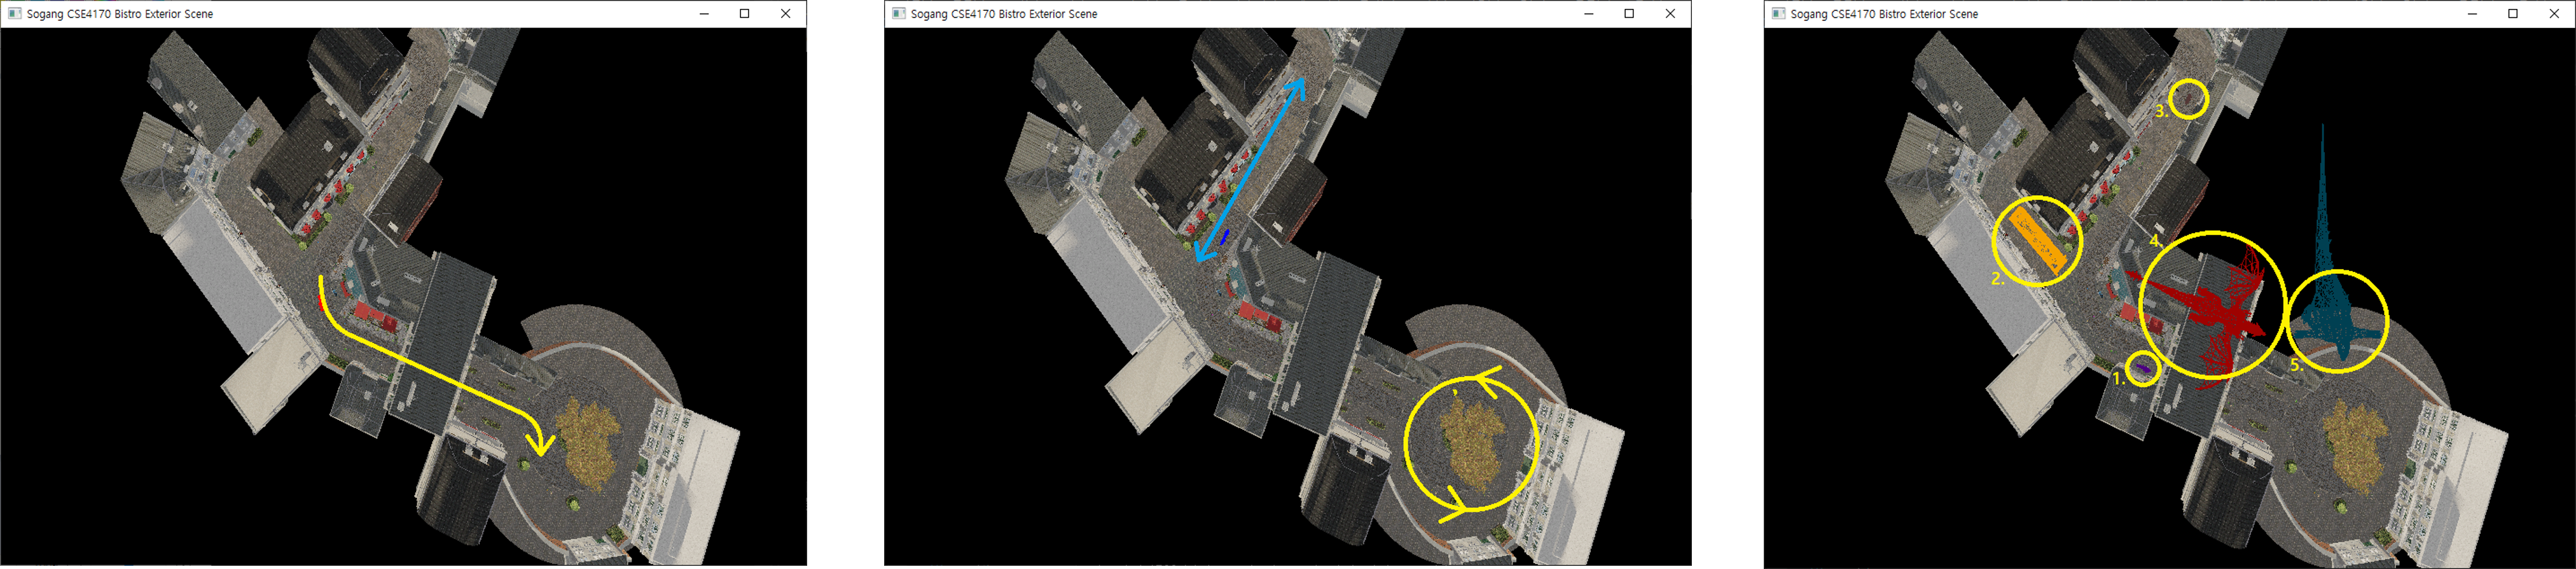 Sogang CSE4170 Bistro Exterior Scene
Sogang CSE4170 Bistro Exterior Scene
Sogang CSE4170 Bistro Exterior Scene
3.
4.
2.
5.
1.